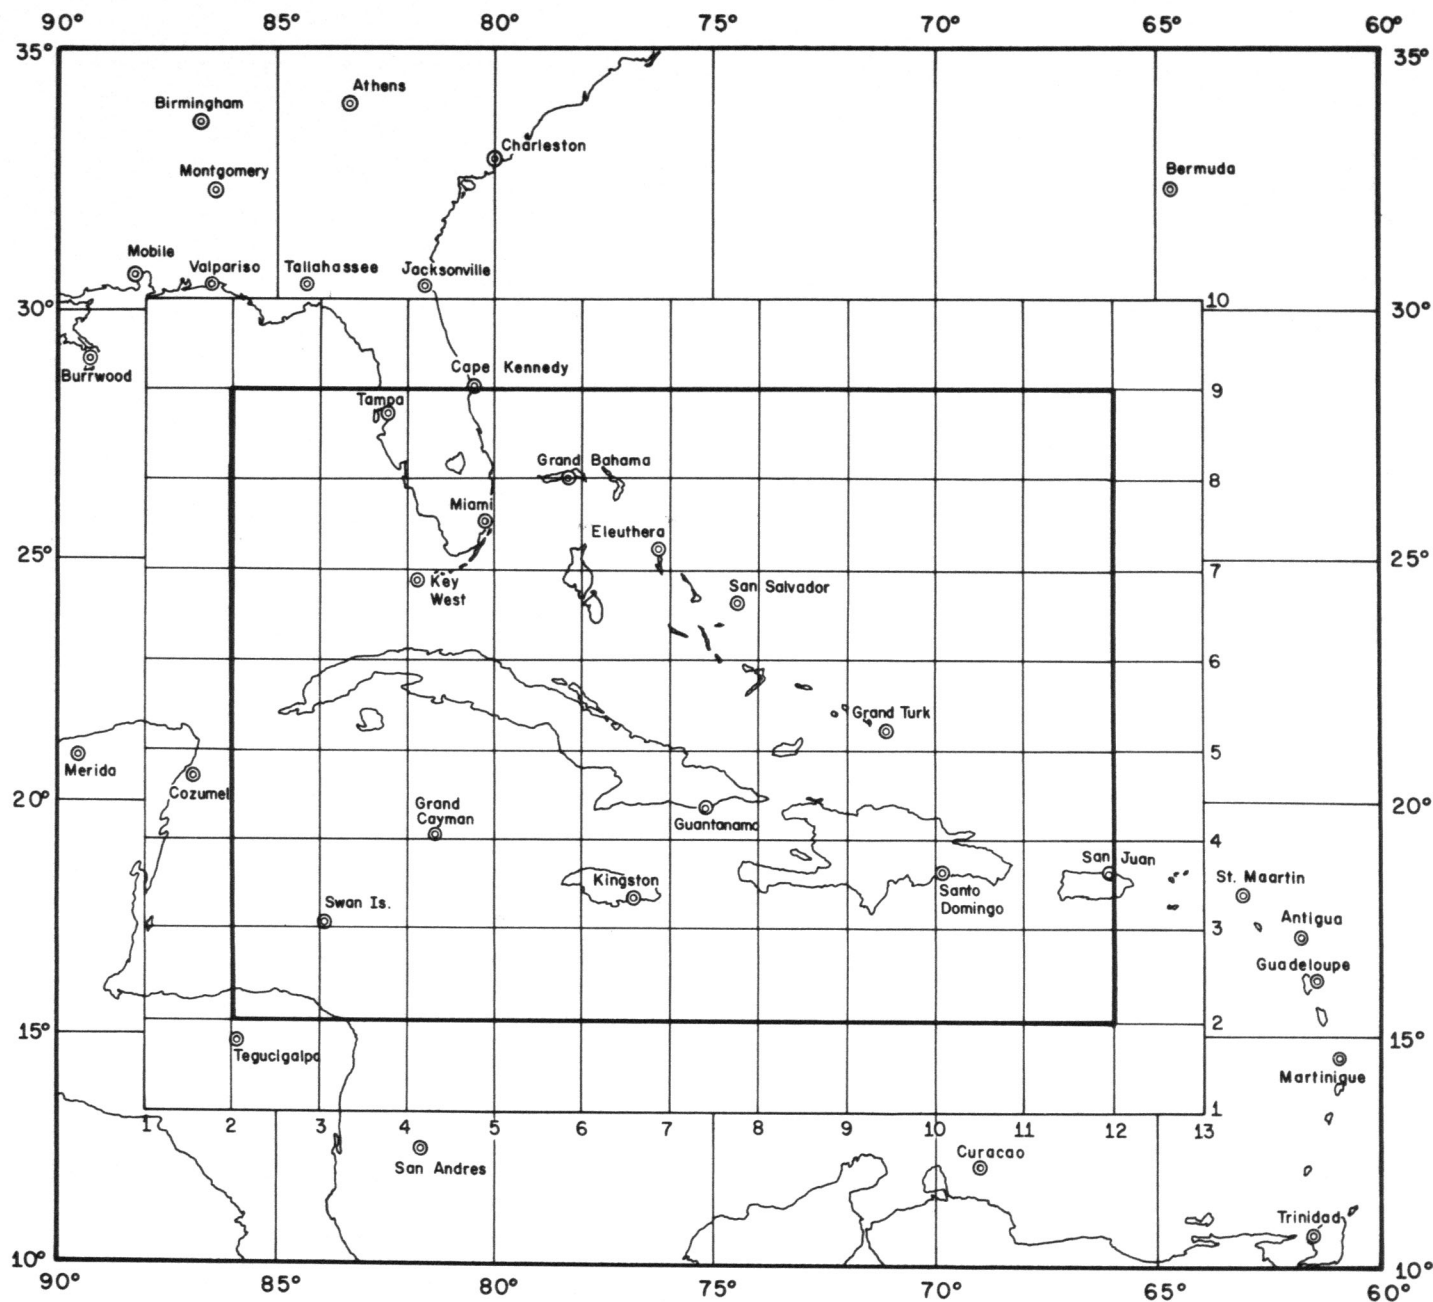 90° 85° 80° 75° 70° 65° 60°
35° 35°
Athens
Birmingham
Charleston
Montgomery
Bermuda
Mobile
Valpariso Tallahassee Jacksonville
10
30° 30°
Cape Kennedy
Burrwood
9
Tampa
Grand Bahama
8
Miami
Eleuthera
25° 25°
7
Key
West
San Salvador
6
Grand Turk
5
Merida
Cozumel
20° 20°
Grand
Cayman
Guantanamo
4
San Juan
Kingston
St. Maartin
Santo
Domingo
Swan Is.
Antigua
3
Guadeloupe
2
15° 15°
Tegucigalpa
Martinique
1
1 2 3 4 5 6 7 8 9 10 11 12 13
Curacao
San Andres
Trinidad
10° 10°
90° 85° 80° 75° 70° 65° 60°